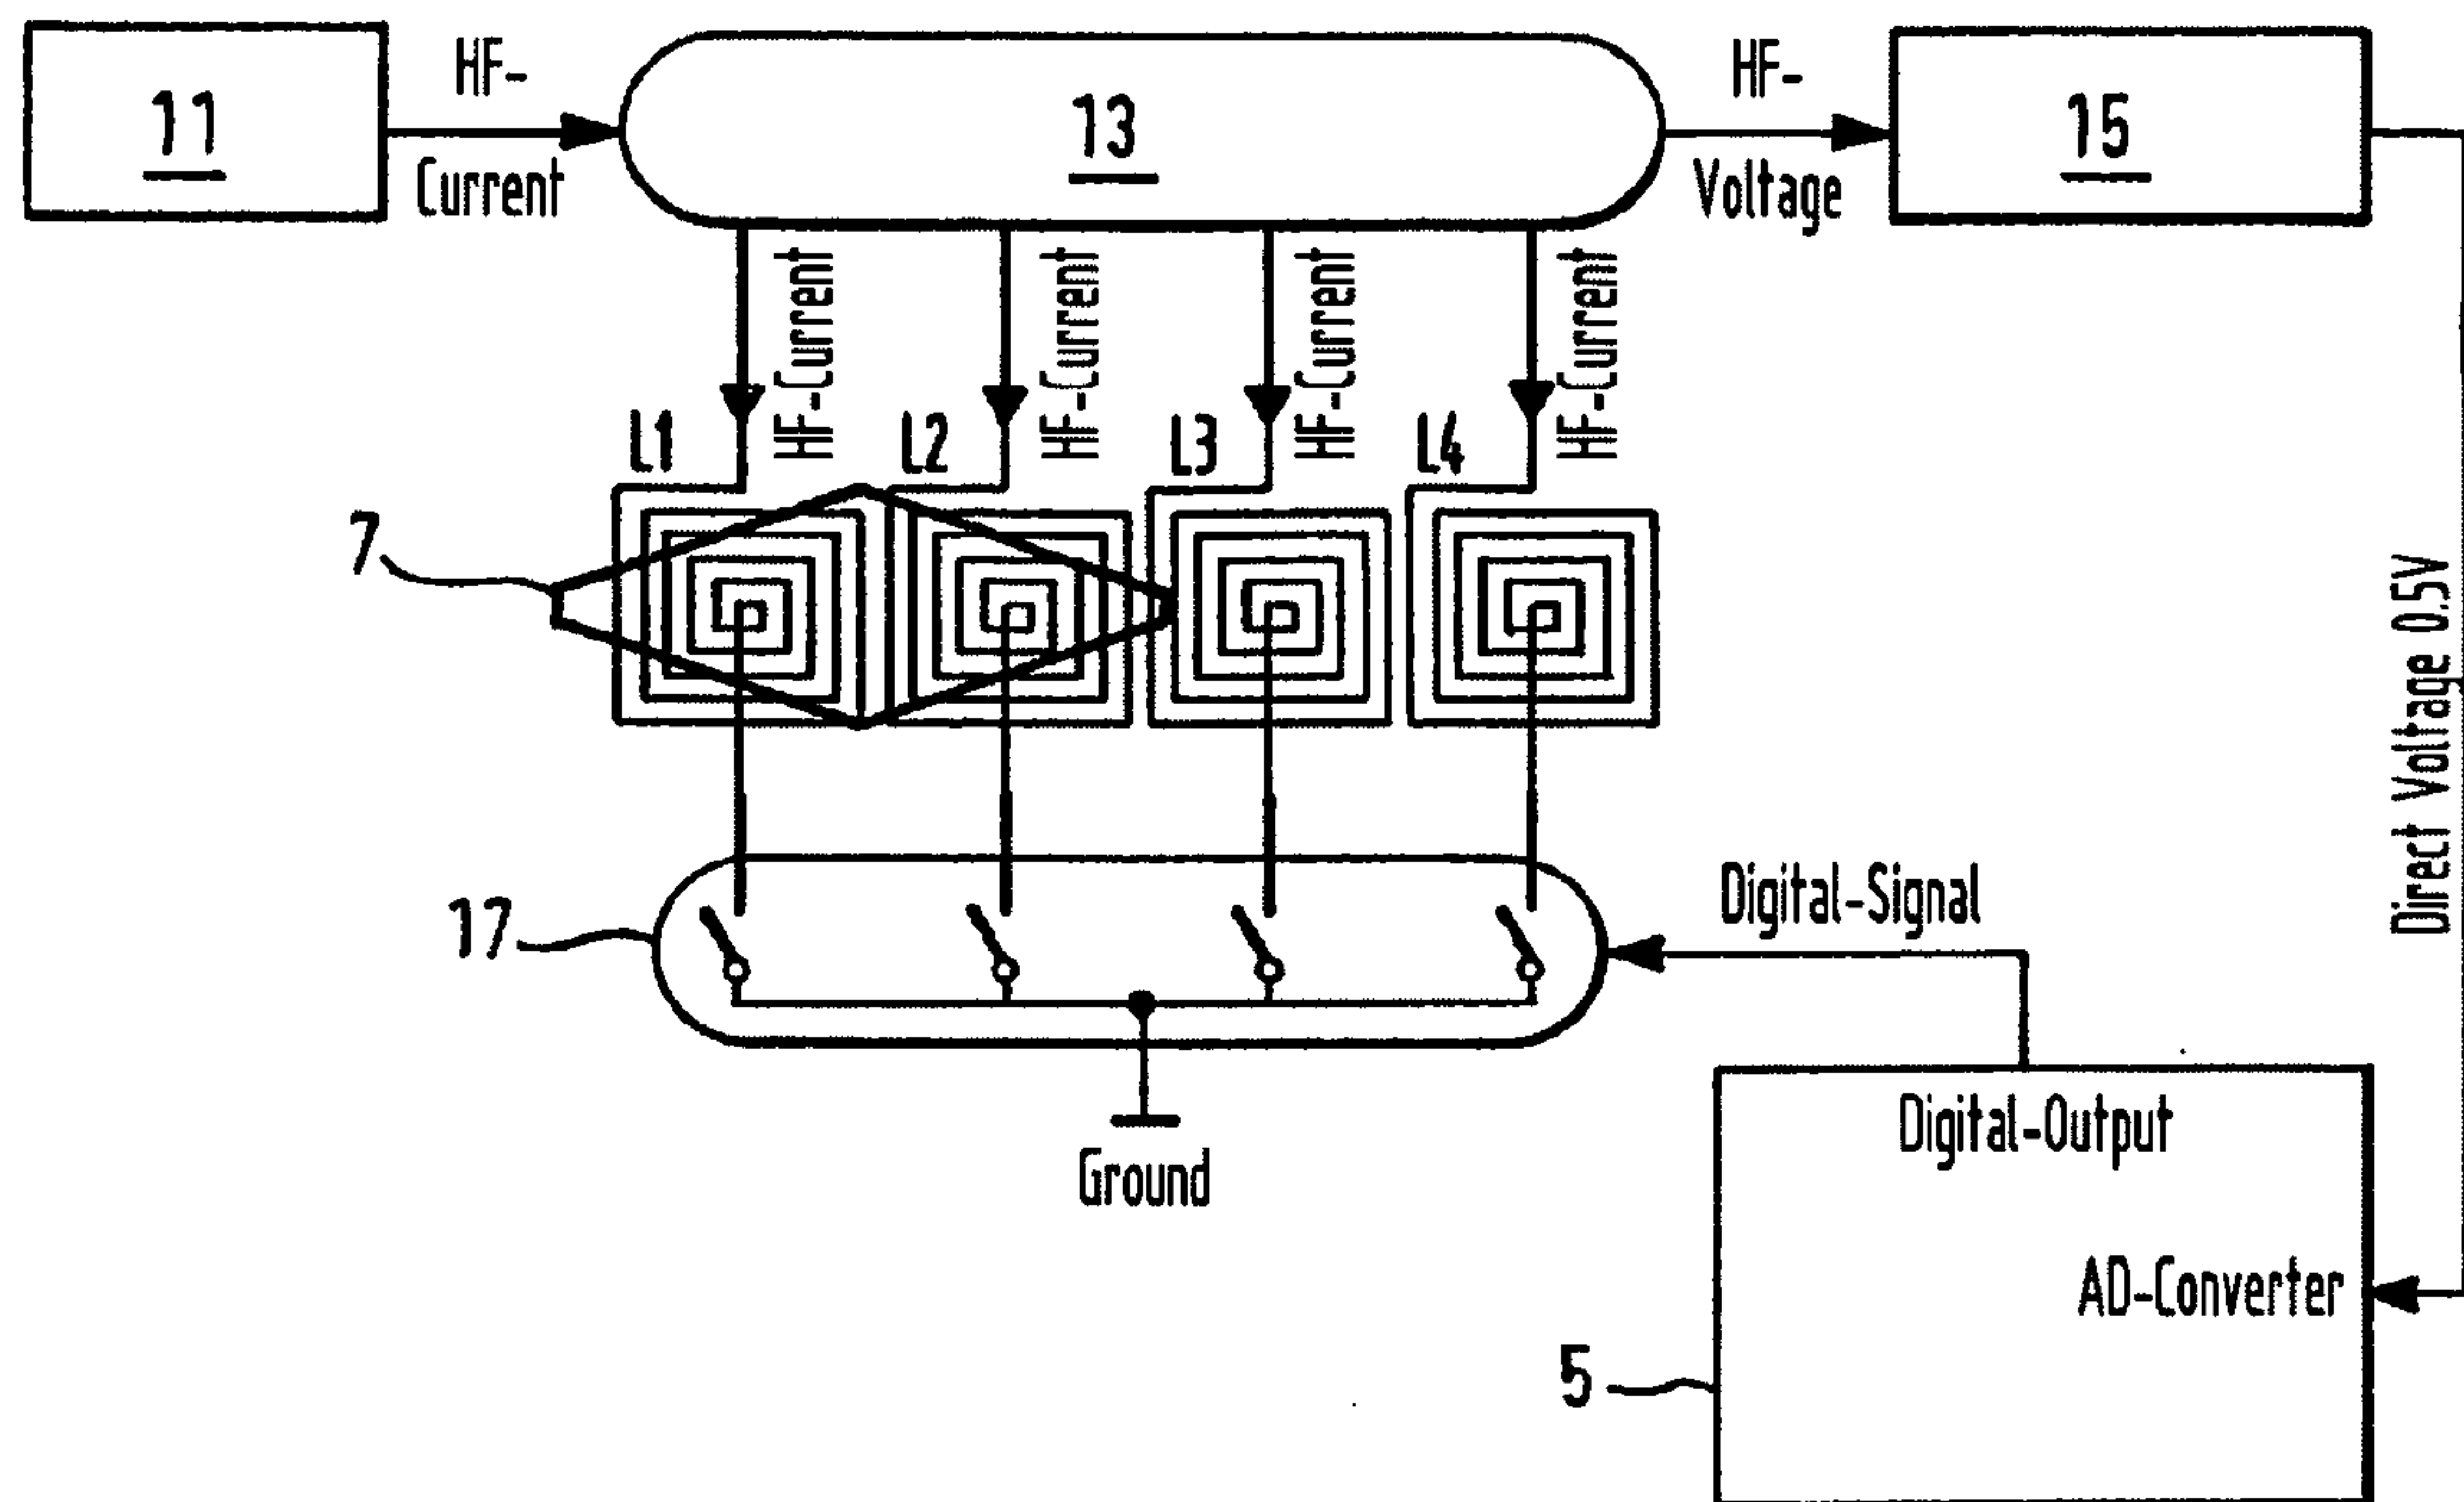 11
HF-
Current
13
HF-
Voltage
15
HF-Current
HF-Current
HF-Current
HF-Current
L1
L2
L3
L4
7
Direct Voltage 0.5V
17
Digital-Signal
Digital-Output
Ground
AD-Converter
5